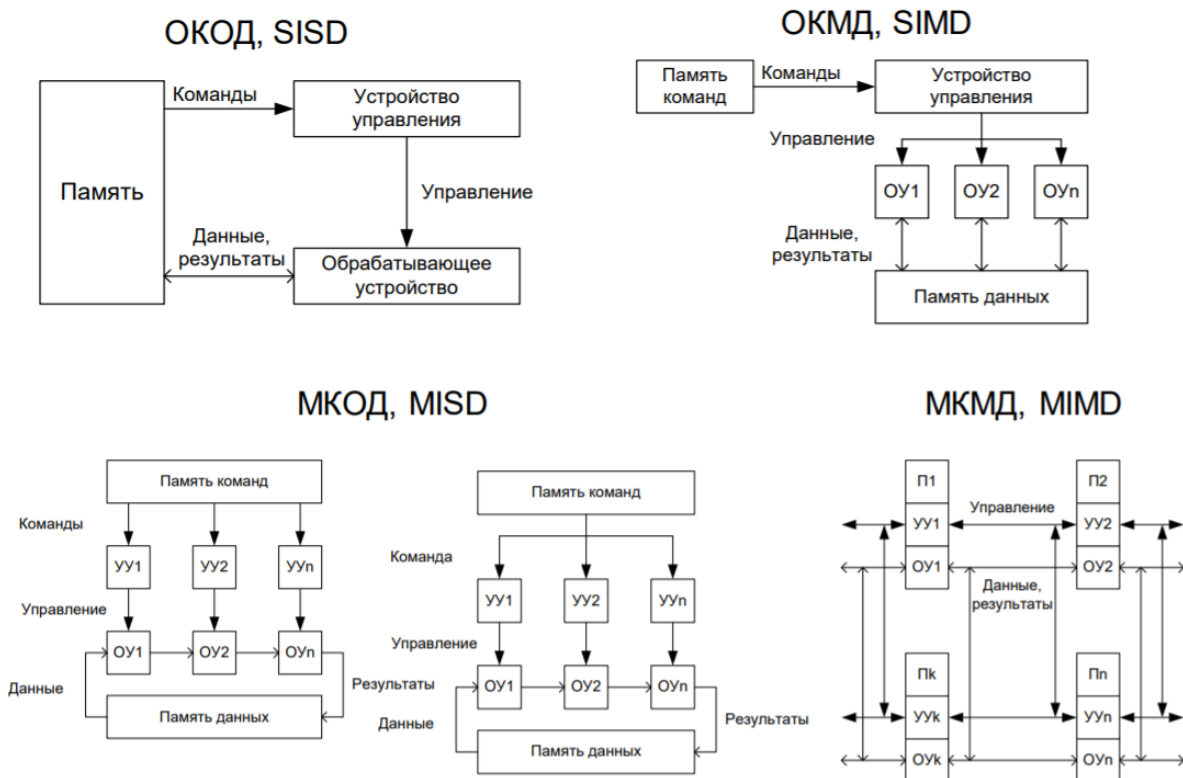 ОКОД, SISD
Память
Команды
Устройство
управления
Управление
Данные,
результаты
Обрабатывающее
устройство
ОКМД, SIMD
Память
команд
Команды
Устройство
управления
Управление
ОУ1
ОУ2
ОУn
Данные,
результаты
Память данных
МКОД, MISD
Память команд
Команды
УУ1
УУ2
УУn
Управление
ОУ1
ОУ2
ОУn
Данные
Результаты
Память данных
Память команд
Команда
УУ1
УУ2
УУn
Управление
ОУ1
ОУ2
ОУn
Данные
Результаты
Память данных
МКМД, MIMD
П1
П2
Управление
УУ1
УУ2
ОУ1
ОУ2
Данные,
результаты
Пk
Пn
УУk
УУn
ОУk
ОУn